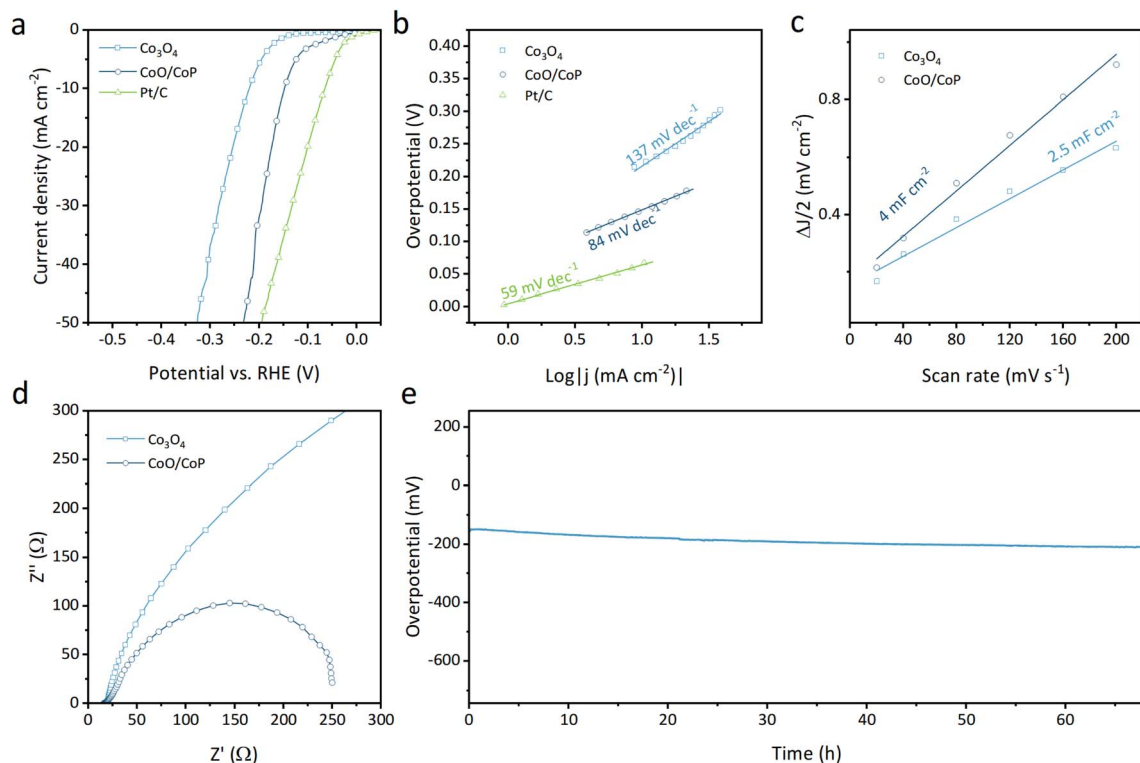 a
Co₃O₄
CoO/CoP
Pt/C
Current density (mA cm⁻²)
0
-10
-20
-30
-40
-50
-0.5
-0.3
-0.2
-0.1
0.0
Potential vs. RHE (V)
b
Co₃O₄
CoO/CoP
Pt/C
137 mV dec⁻¹
84 mV dec⁻¹
59 mV dec⁻¹
Overpotential (V)
0.40
0.35
0.30
0.25
0.20
0.15
0.10
0.05
0.00
0.0
0.5
1.0
1.5
Log|j (mA cm⁻²)|
c
Co₃O₄
CoO/CoP
4 mF cm⁻²
2.5 mF cm⁻²
ΔJ/2 (mV cm⁻²)
0.8
0.4
0
40
80
120
160
200
Scan rate (mV s⁻¹)
d
Co₃O₄
CoO/CoP
Z'' (Ω)
300
250
200
150
100
50
0
0
50
100
150
200
250
300
Z' (Ω)
e
Overpotential (mV)
200
0
-200
-400
-600
0
10
20
30
40
50
60
Time (h)